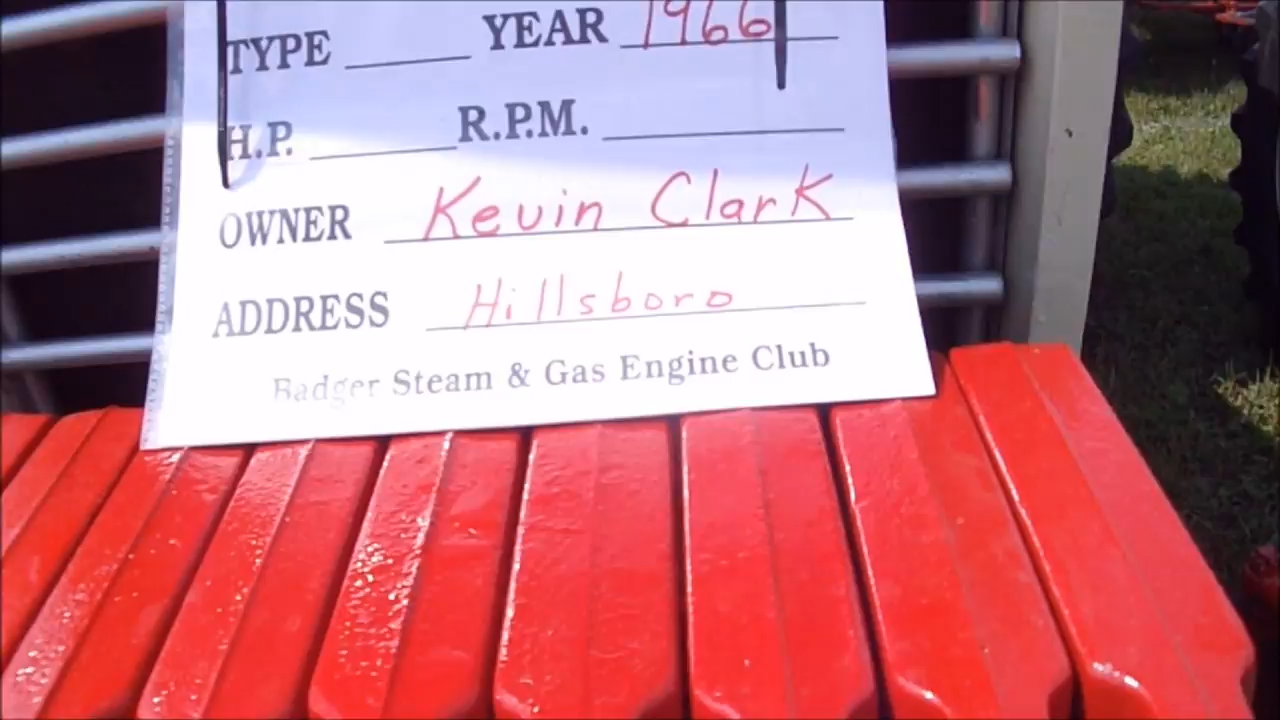 TYPE YEAR 1966
H.P. R.P.M.
OWNER Kevin Clark
ADDRESS Hillsboro
Badger Steam & Gas Engine Club